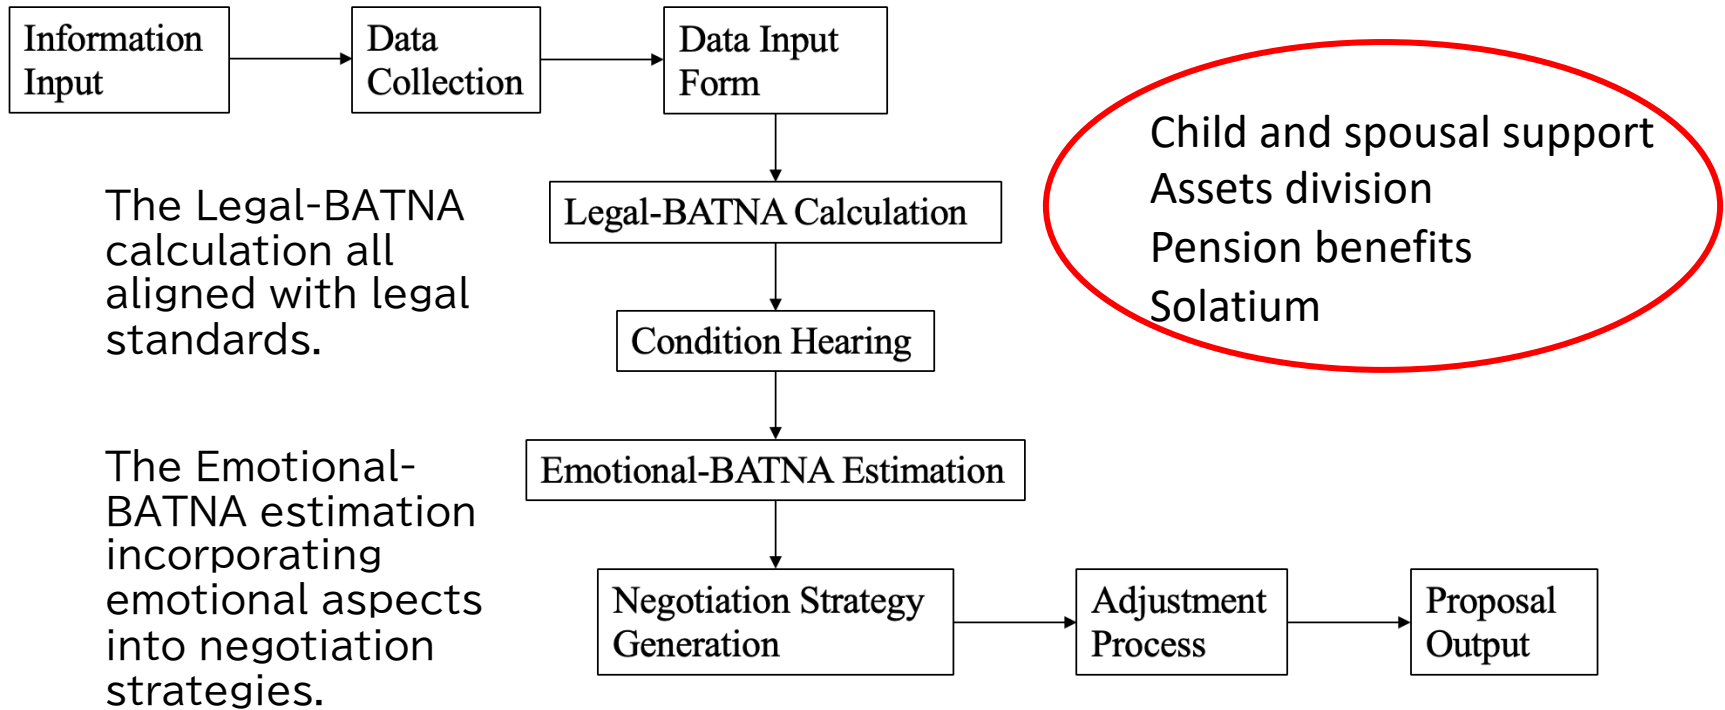 Information
Input
Data
Collection
Data Input
Form
Child and spousal support
Assets division
Pension benefits
Solatium
The Legal-BATNA
calculation all
aligned with legal
standards.
Legal-BATNA Calculation
Condition Hearing
The Emotional-
BATNA estimation
incorporating
emotional aspects
into negotiation
strategies.
Emotional-BATNA Estimation
Negotiation Strategy
Generation
Adjustment
Process
Proposal
Output